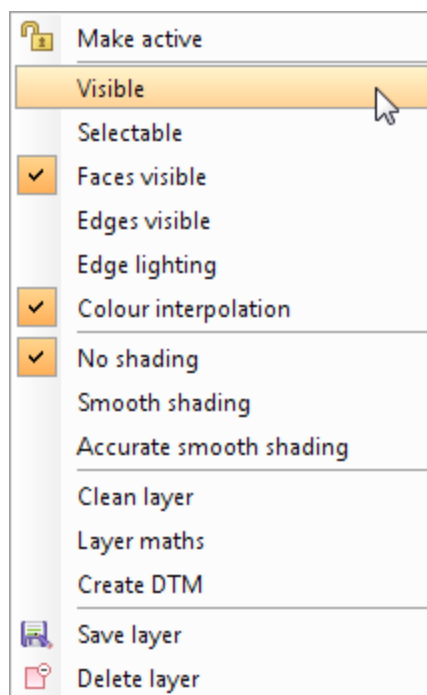 Make active
Visible
Selectable
Faces visible
Edges visible
Edge lighting
Colour interpolation
No shading
Smooth shading
Accurate smooth shading
Clean layer
Layer maths
Create DTM
Save layer
Delete layer